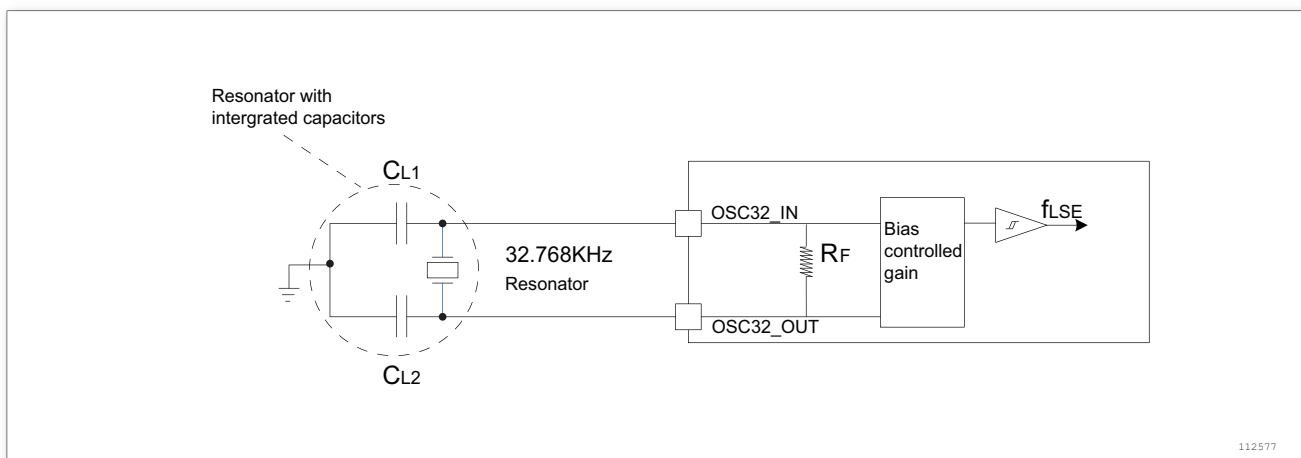 Resonator with
intergrated capacitors
CL1
OSC32_IN
fLSE
32.768KHz
Resonator
RF
Bias
controlled
gain
OSC32_OUT
CL2
112577